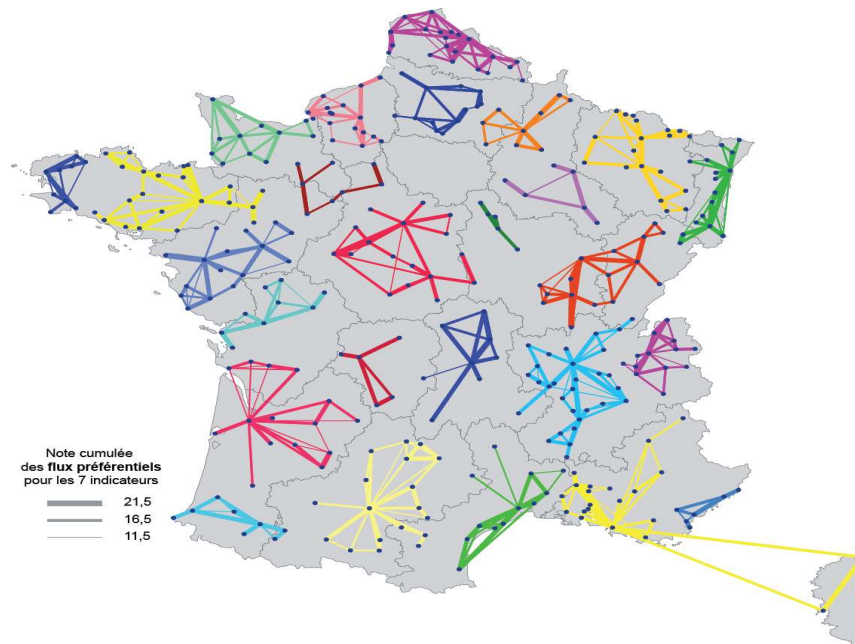 Note cumulée
des flux préférentiels
pour les 7 indicateurs
21,5
16,5
11,5